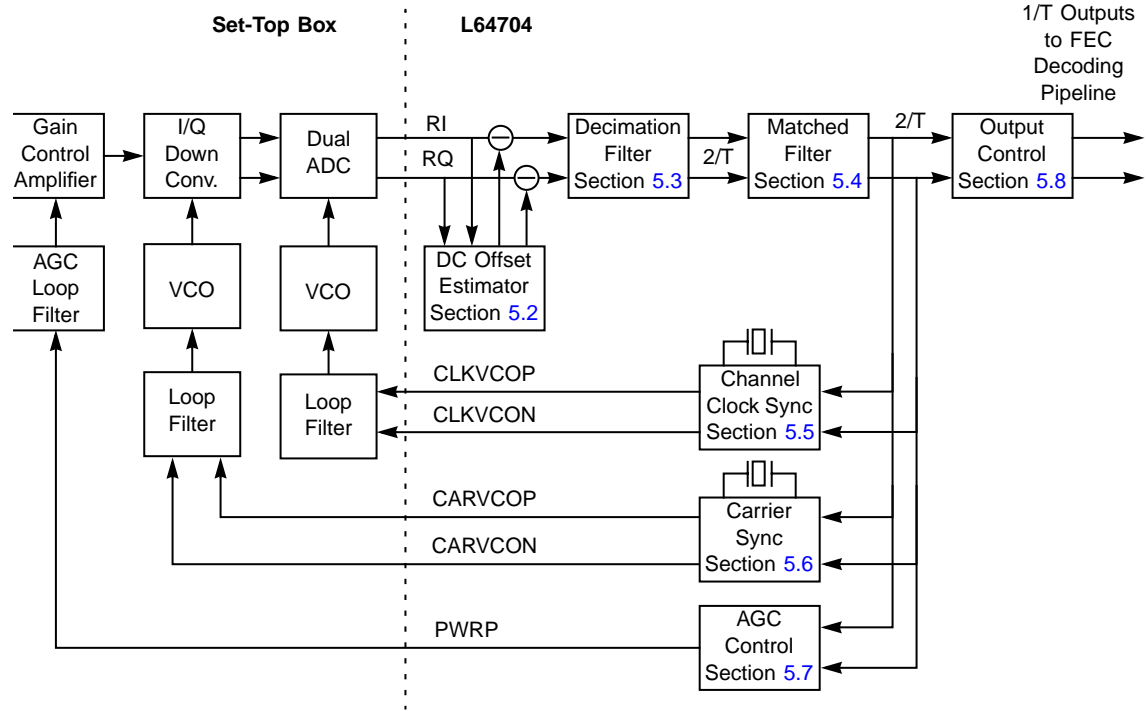 Set-Top Box
L64704
1/T Outputs
to FEC
Decoding
Pipeline
Gain
Control
Amplifier
I/Q
Down
Conv.
Dual
ADC
RI
RQ
Decimation
Filter
Section 5.3
2/T
Matched
Filter
Section 5.4
2/T
Output
Control
Section 5.8
AGC
Loop
Filter
VCO
VCO
DC Offset
Estimator
Section 5.2
Loop
Filter
Loop
Filter
CLKVCOP
CLKVCON
Channel
Clock Sync
Section 5.5
CARVCOP
CARVCON
Carrier
Sync
Section 5.6
PWRP
AGC
Control
Section 5.7